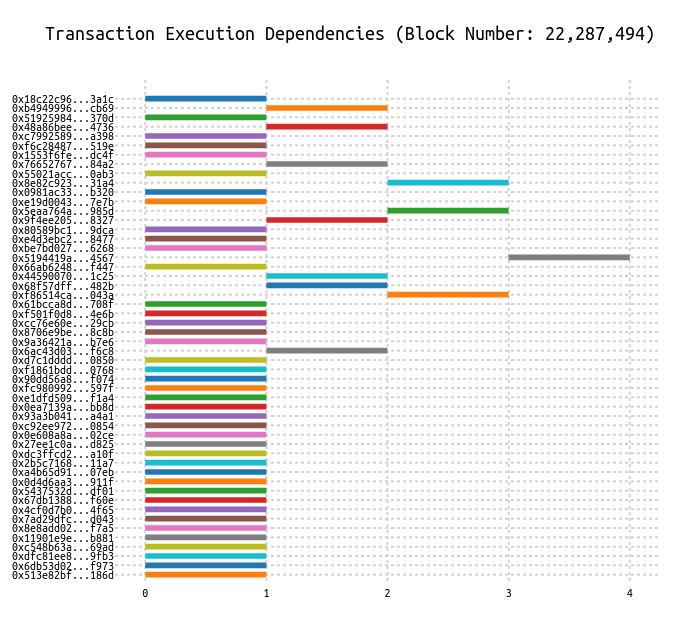 Transaction Execution Dependencies (Block Number: 22,287,494)
0x18c22c96...3a1c
0xb4949996...cb69
0x51925984...370d
0x48a86bee...4736
0xc7992589...a398
0xf6c28487...519e
0x1553f6fe...dc4f
0x76652767...84a2
0x55021acc...0ab3
0x8e82c923...31a4
0x0981ac33...b320
0xe19d0043...7e7b
0x5eaa764a...985d
0x9f4ee205...8327
0x80589bc1...9dca
0xe4d3ebc2...8477
0xbe7bd027...6268
0x5194419a...4567
0x66ab6248...f447
0x44590070...1c25
0x68f57dff...482b
0xf86514ca...043a
0x61bcca8d...708f
0xf501f0d8...4e6b
0xcc76e60e...29cb
0x8706e9be...8c8b
0x9a36421a...b7e6
0x6ac43d03...f6c8
0xd7c1dddd...0850
0xf1861bdd...0768
0x90dd56a8...f074
0xfc980992...597f
0xe1dfd509...f1a4
0x0ea7139a...bb8d
0x93a3b041...a4a1
0xc92ee972...0854
0x0e608a8a...02ce
0x27ee1c0a...d825
0xdc3ffcd2...a10f
0x2b5c7168...11a7
0xa4b65d91...07eb
0x0d4d6aa3...911f
0x5437532d...df01
0x67db1388...f60e
0x4cf0d7b0...4f65
0x7ad29dfc...d043
0x8e8add02...f7a5
0x11901e9e...b881
0xc548b63a...69ad
0xdfc81ee8...9fb3
0x6db53d02...f973
0x513e82bf...186d
0 1 2 3 4